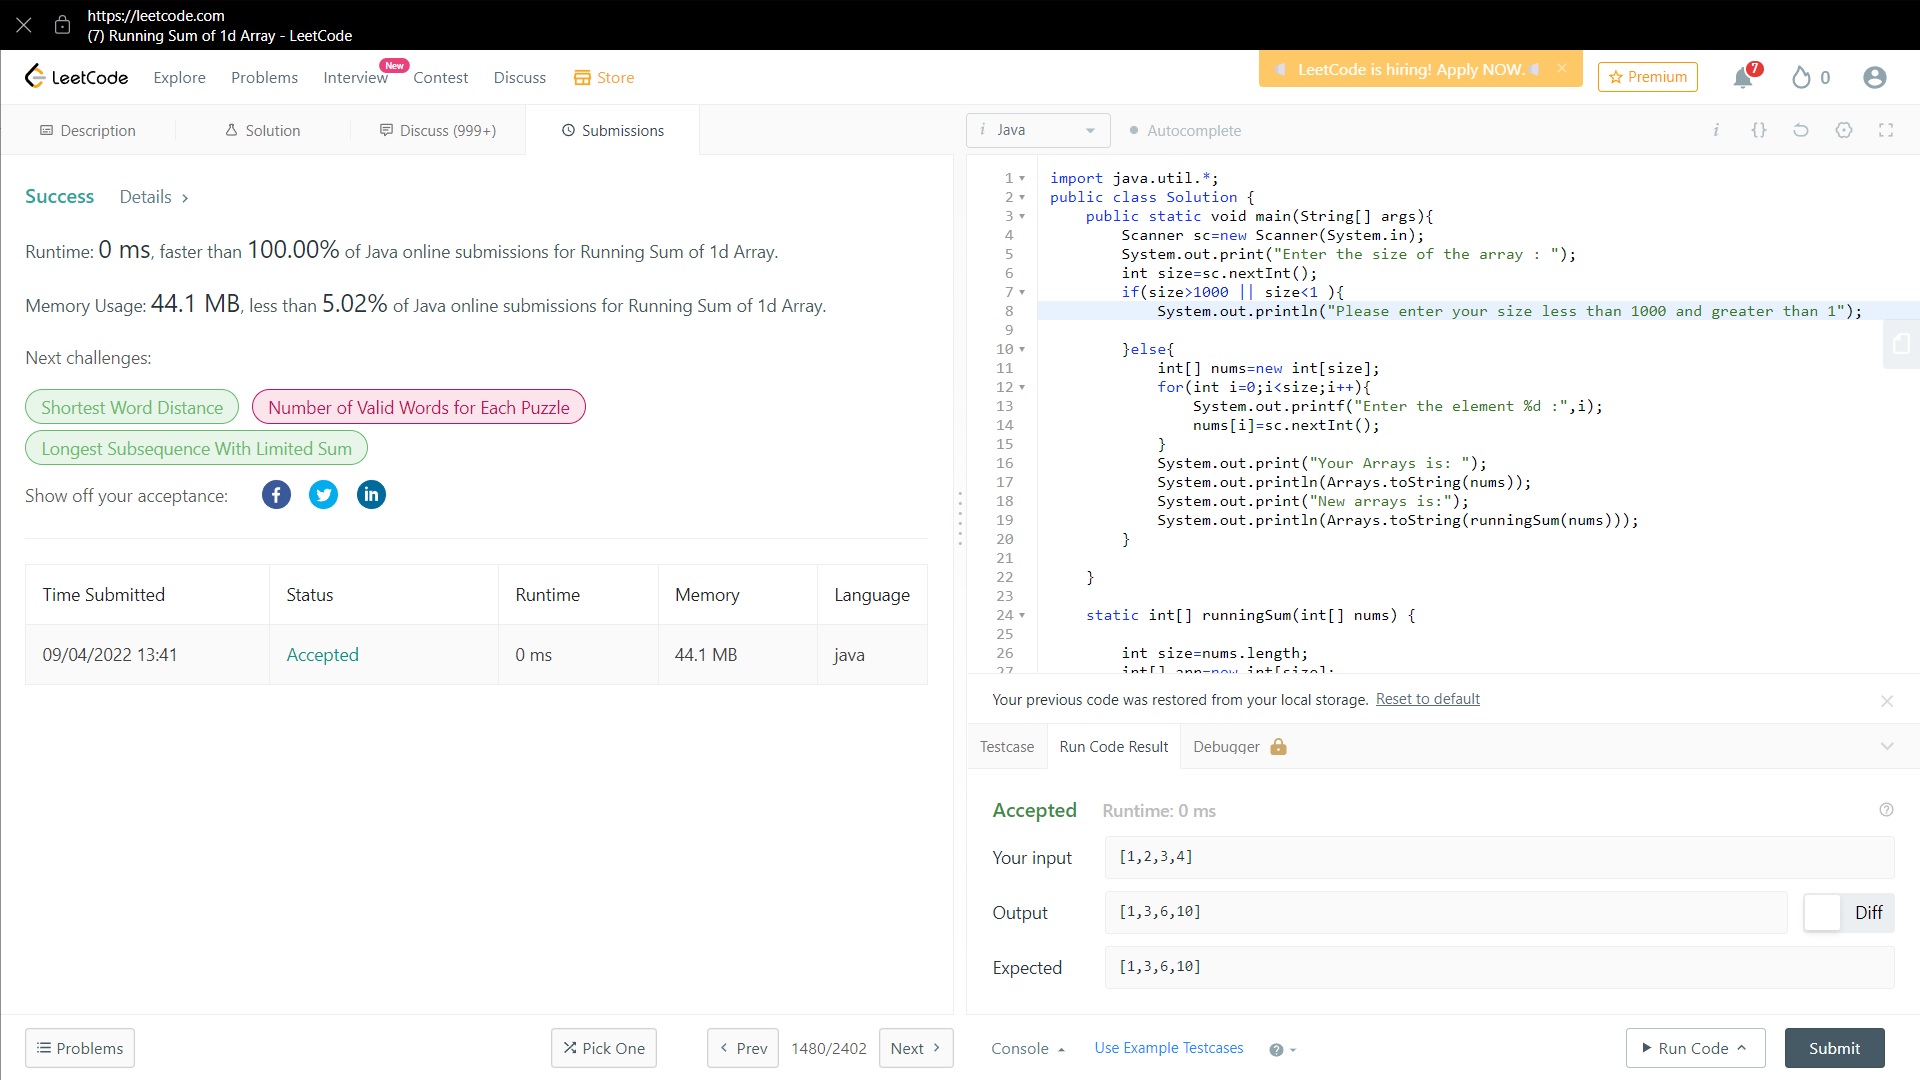 https://leetcode.com
(7) Running Sum of 1d Array - LeetCode
LeetCode Explore Problems Interview New Contest Discuss Store LeetCode is hiring! Apply NOW. Premium 7 0
Description Solution Discuss (999+) Submissions
Success Details
Runtime: 0 ms, faster than 100.00% of Java online submissions for Running Sum of 1d Array.
Memory Usage: 44.1 MB, less than 5.02% of Java online submissions for Running Sum of 1d Array.
Next challenges:
Shortest Word Distance Number of Valid Words for Each Puzzle
Longest Subsequence With Limited Sum
Show off your acceptance:
Time Submitted Status Runtime Memory Language
09/04/2022 13:41 Accepted 0 ms 44.1 MB java
Problems Pick One Prev 1480/2402 Next
i Java Autocomplete i {}
1 import java.util.*;
2 public class Solution {
3 public static void main(String[] args){
4 Scanner sc=new Scanner(System.in);
5 System.out.print("Enter the size of the array : ");
6 int size=sc.nextInt();
7 if(size>1000 || size<1 ){
8 System.out.println("Please enter your size less than 1000 and greater than 1");
9
10 }else{
11 int[] nums=new int[size];
12 for(int i=0;i<size;i++){
13 System.out.printf("Enter the element %d :",i);
14 nums[i]=sc.nextInt();
15 }
16 System.out.print("Your Arrays is: ");
17 System.out.println(Arrays.toString(nums));
18 System.out.print("New arrays is:");
19 System.out.println(Arrays.toString(runningSum(nums)));
20 }
21
22 }
23
24 static int[] runningSum(int[] nums) {
25
26 int size=nums.length;
27
Your previous code was restored from your local storage. Reset to default
Testcase Run Code Result Debugger
Accepted Runtime: 0 ms
Your input [1,2,3,4]
Output [1,3,6,10] Diff
Expected [1,3,6,10]
Console Use Example Testcases Run Code Submit